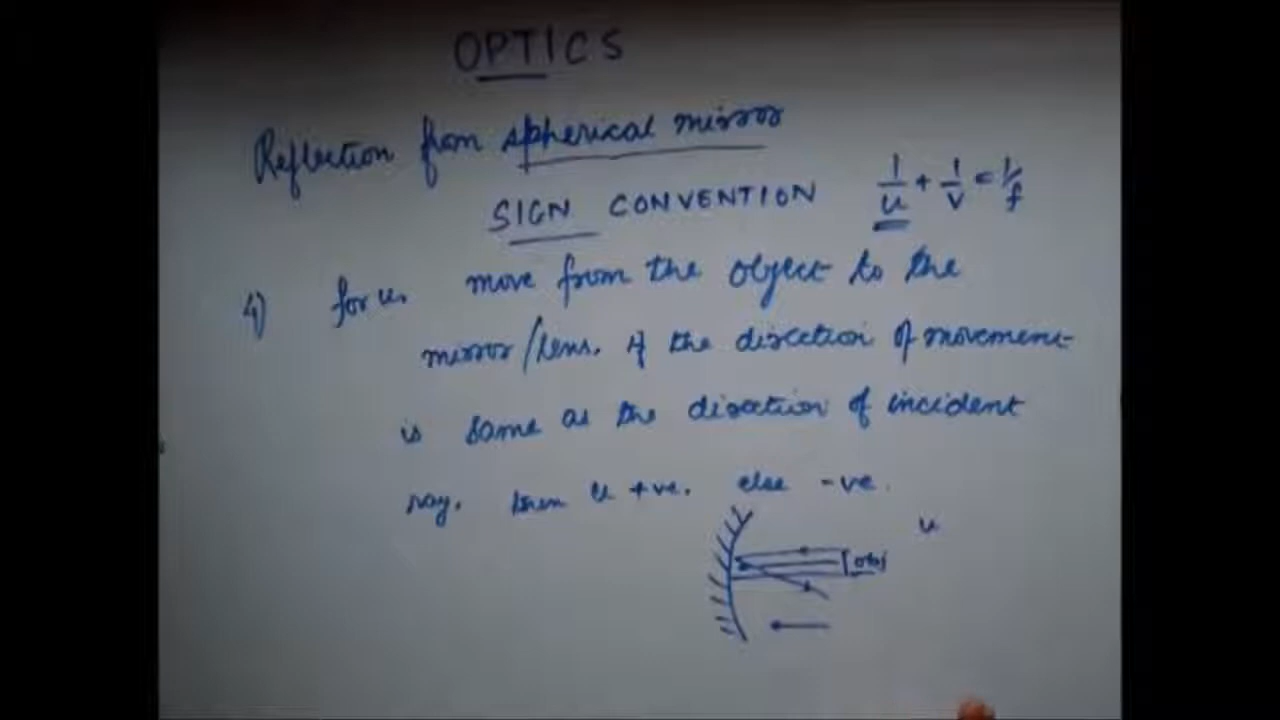 OPTICS
Reflection from spherical mirror
SIGN CONVENTION 1/u + 1/v = 1/f
4) for u. move from the object to the
mirror/lens. If the direction of movement
is same as the direction of incident
ray. then u +ve. else -ve.
u
obj